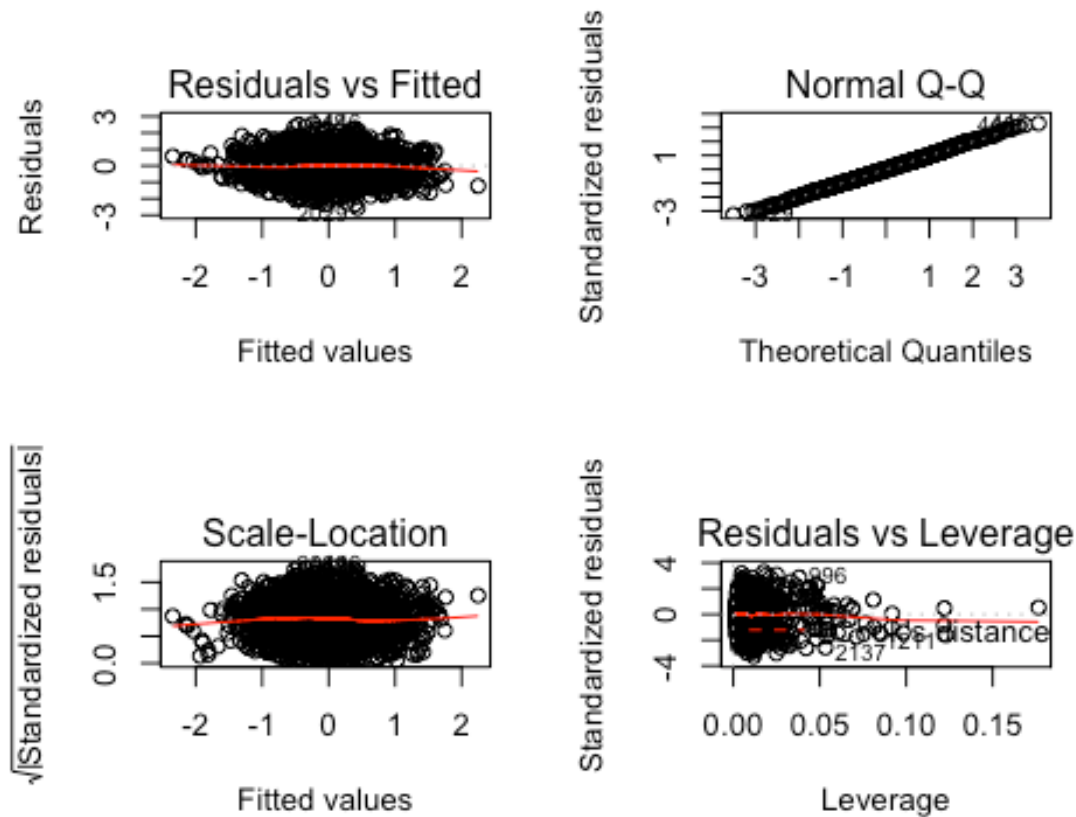 Residuals vs Fitted
Residuals
3
0
-3
-2 -1 0 1 2
Fitted values
Normal Q-Q
Standardized residuals
1
-3
-3 -1 1 2 3
Theoretical Quantiles
Scale-Location
√|Standardized residuals|
1.5
0.0
-2 -1 0 1 2
Fitted values
Residuals vs Leverage
Standardized residuals
4
0
-4
996
distance
1211
2137
0.00 0.05 0.10 0.15
Leverage